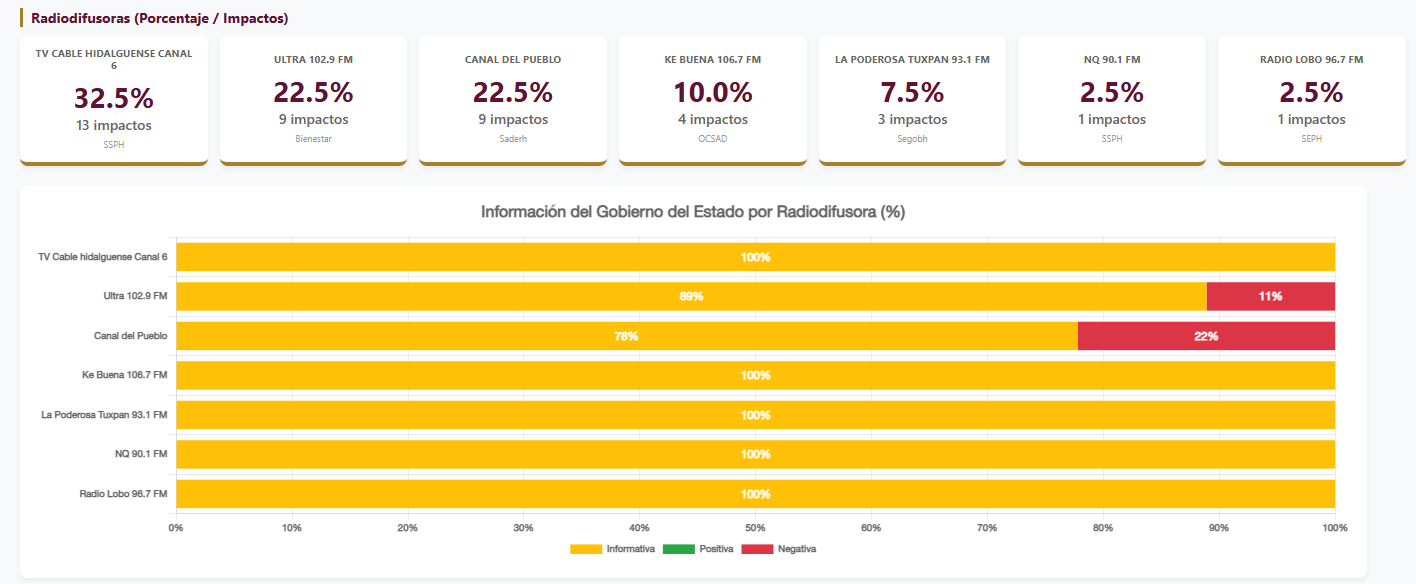 Radiodifusoras (Porcentaje / Impactos)
TV CABLE HIDALGUENSE CANAL
6
32.5%
13 impactos
SSPH
ULTRA 102.9 FM
22.5%
9 impactos
Bienestar
CANAL DEL PUEBLO
22.5%
9 impactos
Saderh
KE BUENA 106.7 FM
10.0%
4 impactos
OCSAD
LA PODEROSA TUXPAN 93.1 FM
7.5%
3 impactos
Segobh
NQ 90.1 FM
2.5%
1 impactos
SSPH
RADIO LOBO 96.7 FM
2.5%
1 impactos
SEPH
Información del Gobierno del Estado por Radiodifusora (%)
TV Cable hidalguense Canal 6 100%
Ultra 102.9 FM 89% 11%
Canal del Pueblo 78% 22%
Ke Buena 106.7 FM 100%
La Poderosa Tuxpan 93.1 FM 100%
NQ 90.1 FM 100%
Radio Lobo 96.7 FM 100%
0% 10% 20% 30% 40% 50% 60% 70% 80% 90% 100%
Informativa Positiva Negativa